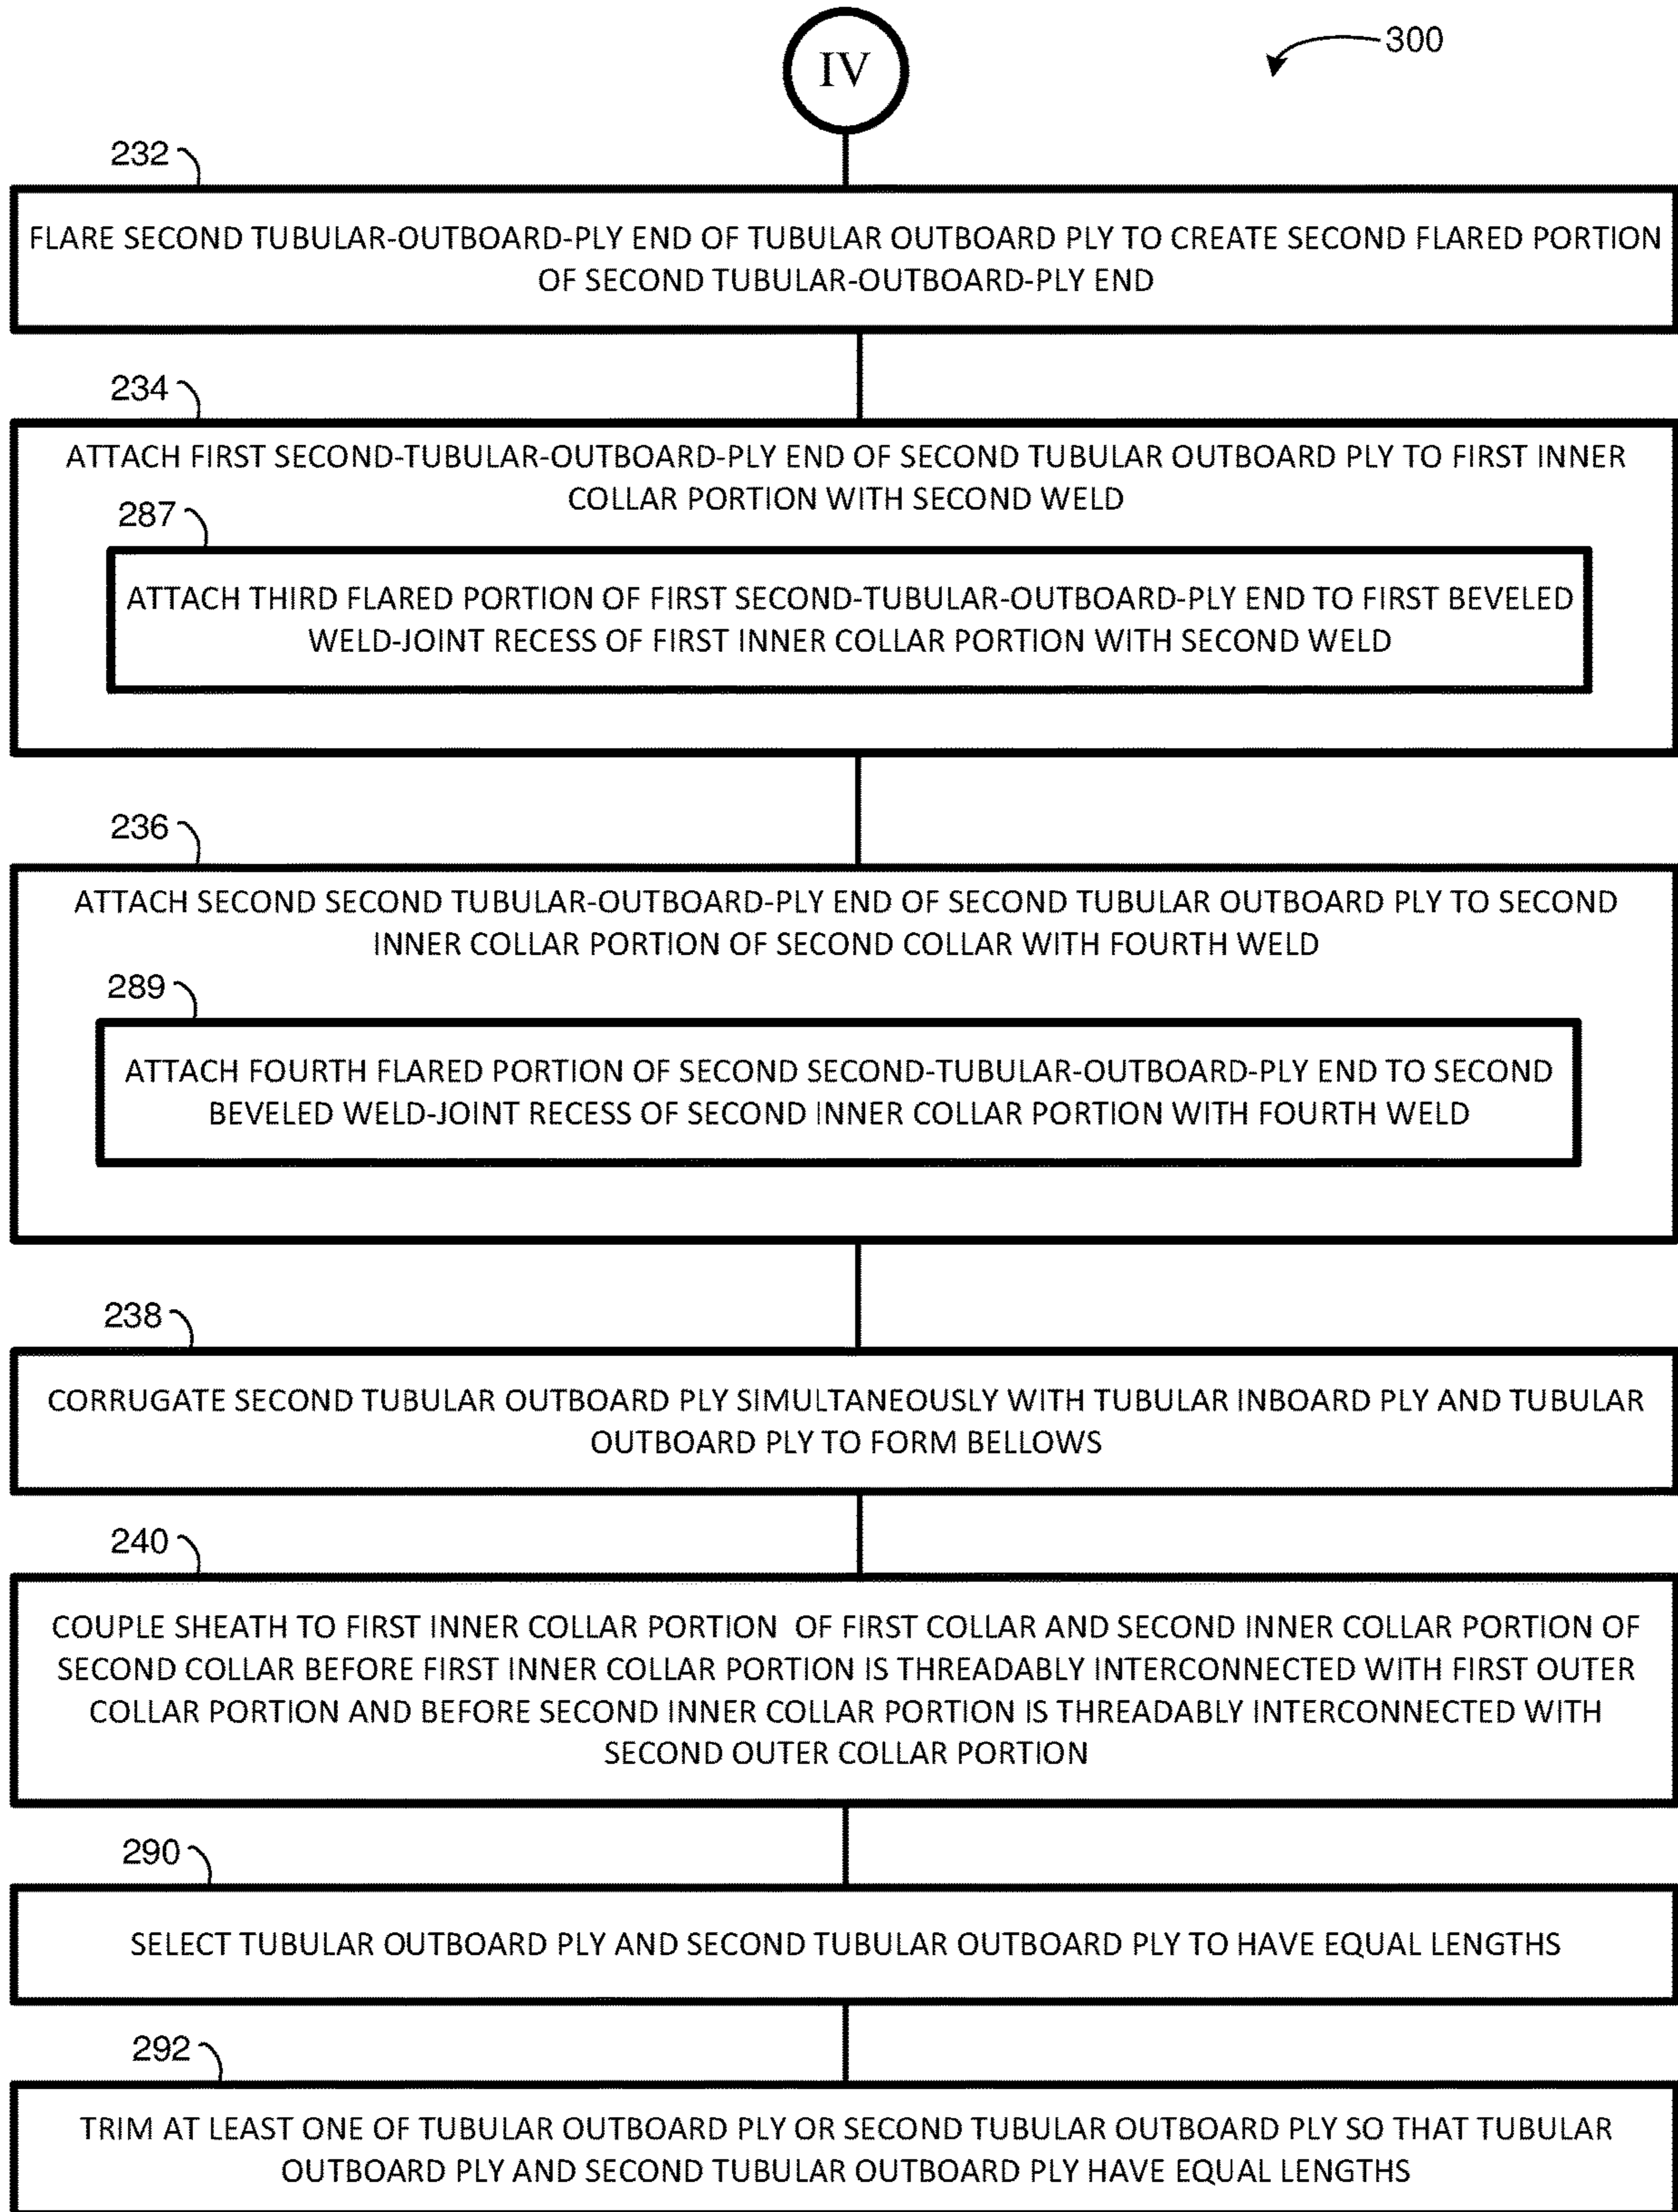 IV
300
232
FLARE SECOND TUBULAR-OUTBOARD-PLY END OF TUBULAR OUTBOARD PLY TO CREATE SECOND FLARED PORTION
OF SECOND TUBULAR-OUTBOARD-PLY END
234
ATTACH FIRST SECOND-TUBULAR-OUTBOARD-PLY END OF SECOND TUBULAR OUTBOARD PLY TO FIRST INNER
COLLAR PORTION WITH SECOND WELD
287
ATTACH THIRD FLARED PORTION OF FIRST SECOND-TUBULAR-OUTBOARD-PLY END TO FIRST BEVELED
WELD-JOINT RECESS OF FIRST INNER COLLAR PORTION WITH SECOND WELD
236
ATTACH SECOND SECOND TUBULAR-OUTBOARD-PLY END OF SECOND TUBULAR OUTBOARD PLY TO SECOND
INNER COLLAR PORTION OF SECOND COLLAR WITH FOURTH WELD
289
ATTACH FOURTH FLARED PORTION OF SECOND SECOND-TUBULAR-OUTBOARD-PLY END TO SECOND
BEVELED WELD-JOINT RECESS OF SECOND INNER COLLAR PORTION WITH FOURTH WELD
238
CORRUGATE SECOND TUBULAR OUTBOARD PLY SIMULTANEOUSLY WITH TUBULAR INBOARD PLY AND TUBULAR
OUTBOARD PLY TO FORM BELLOWS
240
COUPLE SHEATH TO FIRST INNER COLLAR PORTION OF FIRST COLLAR AND SECOND INNER COLLAR PORTION OF
SECOND COLLAR BEFORE FIRST INNER COLLAR PORTION IS THREADABLY INTERCONNECTED WITH FIRST OUTER
COLLAR PORTION AND BEFORE SECOND INNER COLLAR PORTION IS THREADABLY INTERCONNECTED WITH
SECOND OUTER COLLAR PORTION
290
SELECT TUBULAR OUTBOARD PLY AND SECOND TUBULAR OUTBOARD PLY TO HAVE EQUAL LENGTHS
292
TRIM AT LEAST ONE OF TUBULAR OUTBOARD PLY OR SECOND TUBULAR OUTBOARD PLY SO THAT TUBULAR
OUTBOARD PLY AND SECOND TUBULAR OUTBOARD PLY HAVE EQUAL LENGTHS